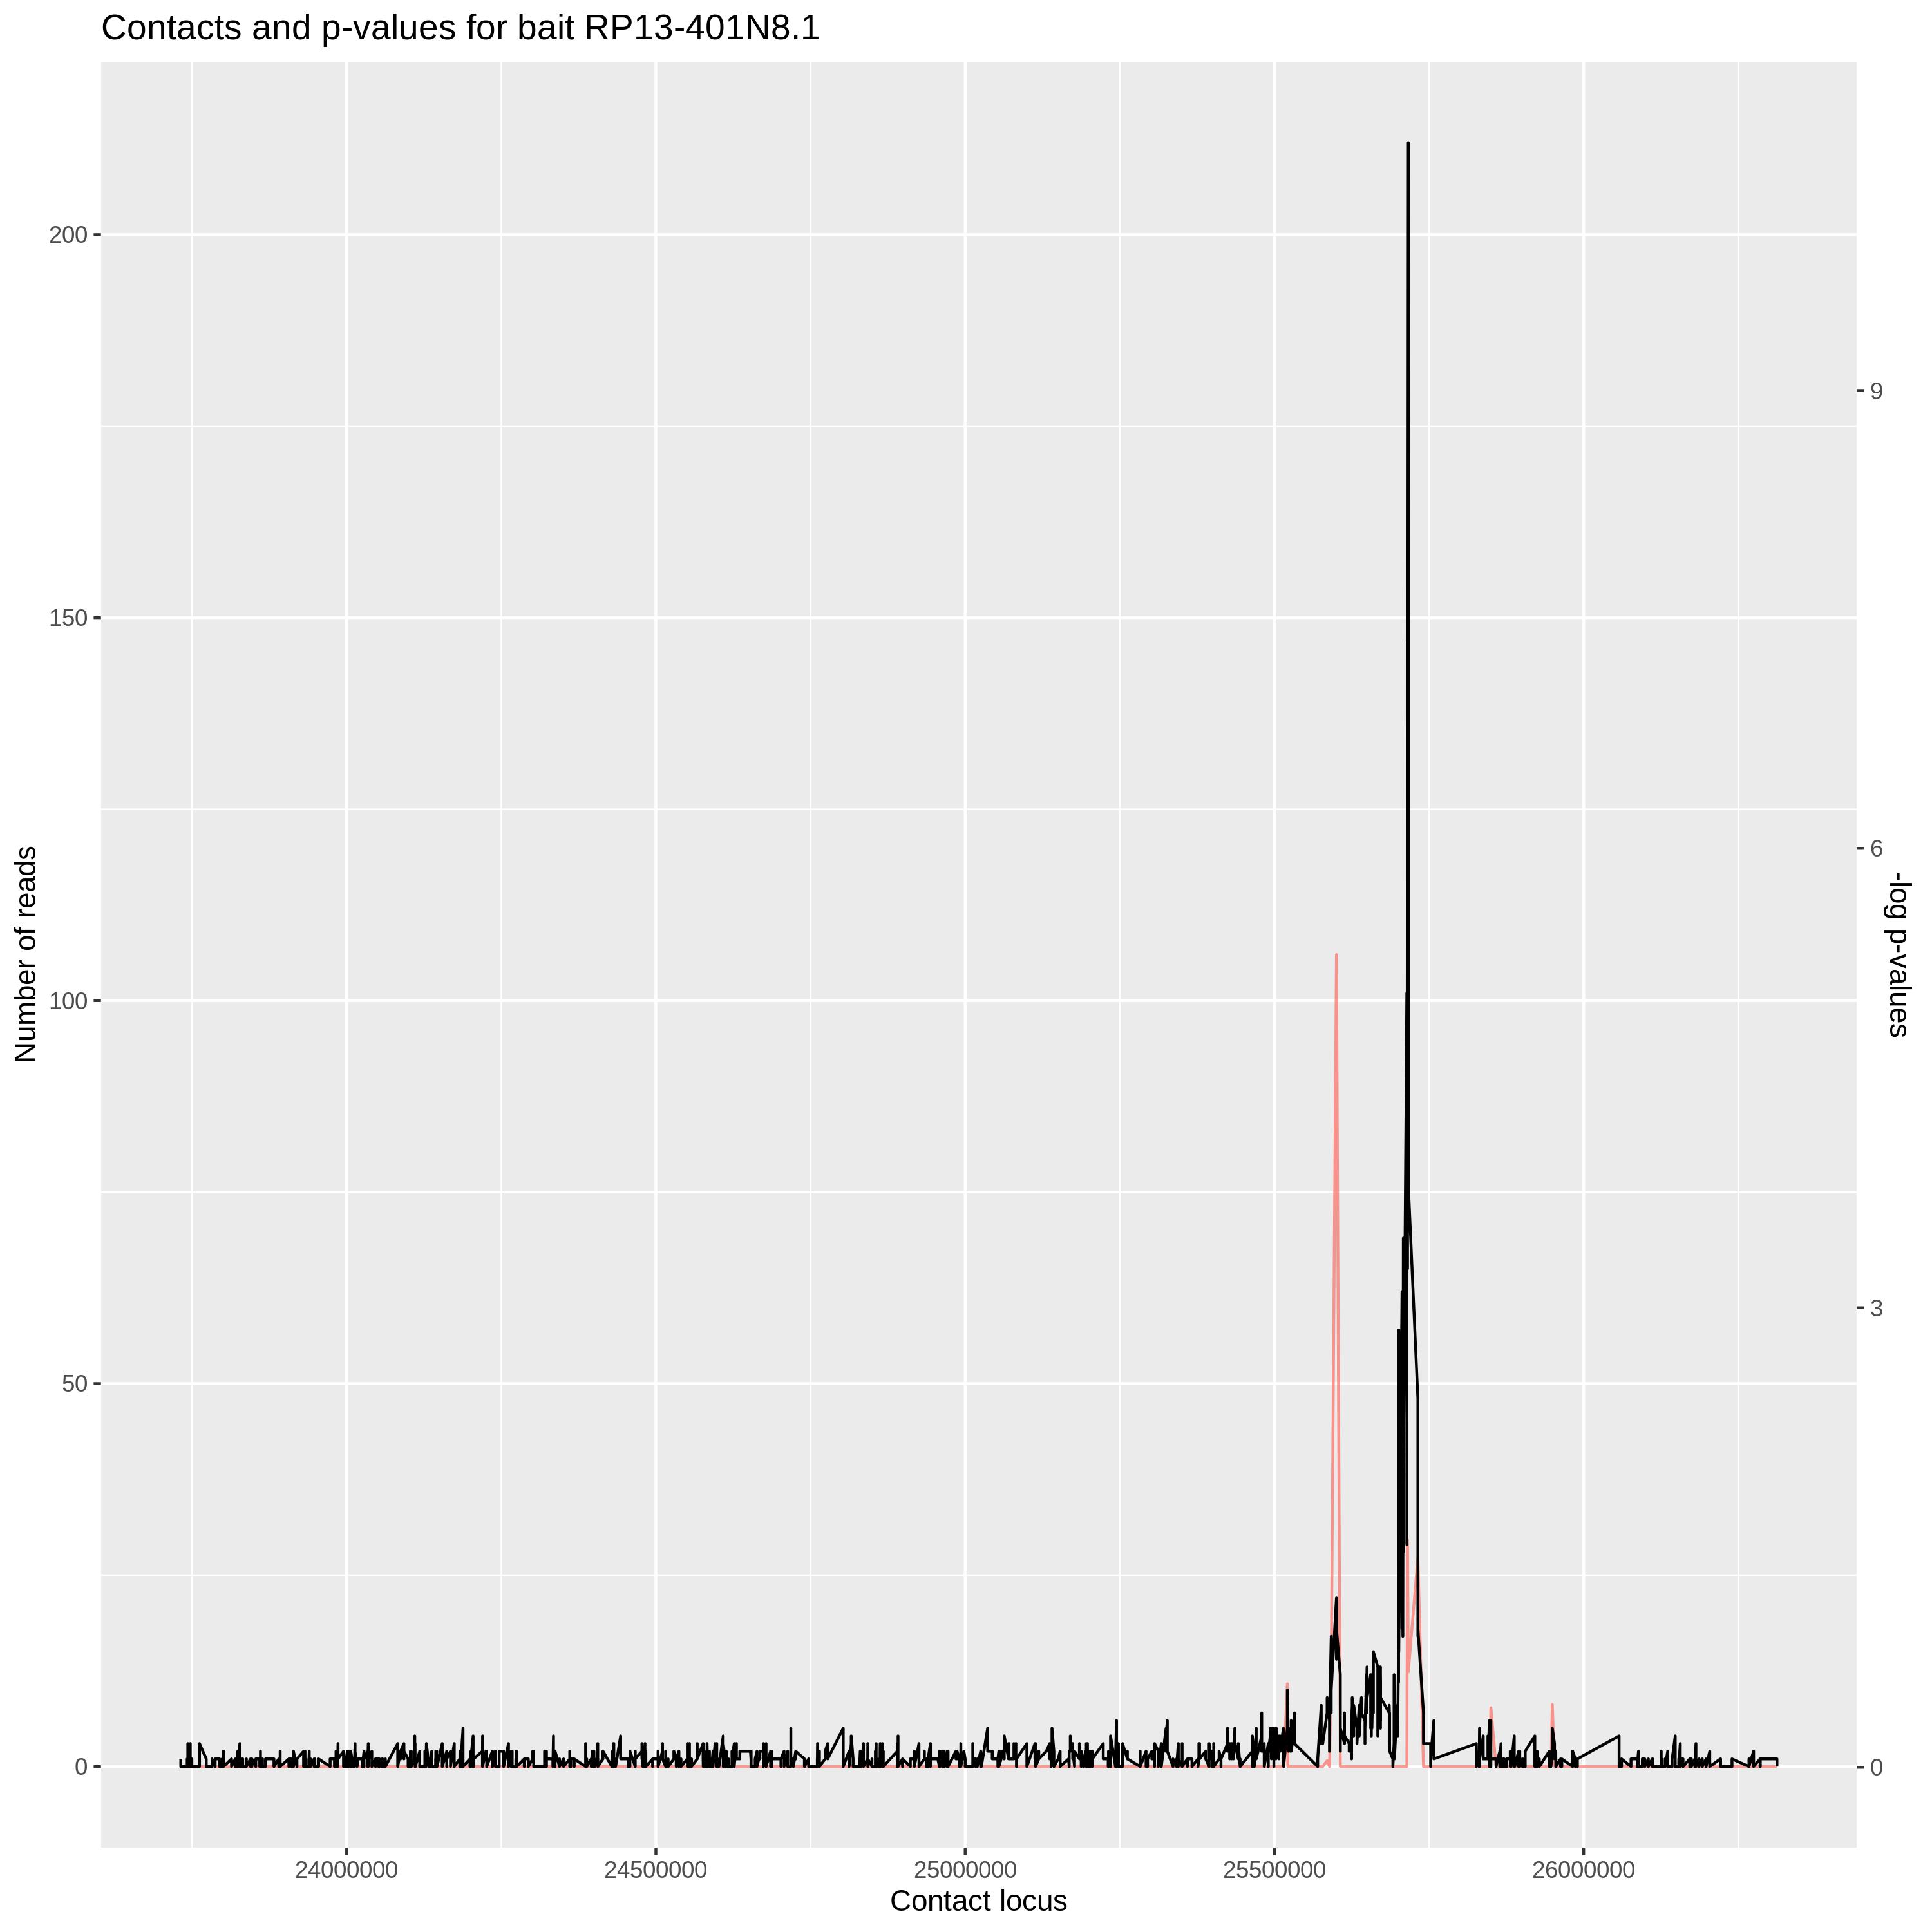 Contacts and p-values for bait RP13-401N8.1
200
150
100
50
0
Number of reads
9
6
3
0
-log p-values
24000000 24500000 25000000 25500000 26000000
Contact locus